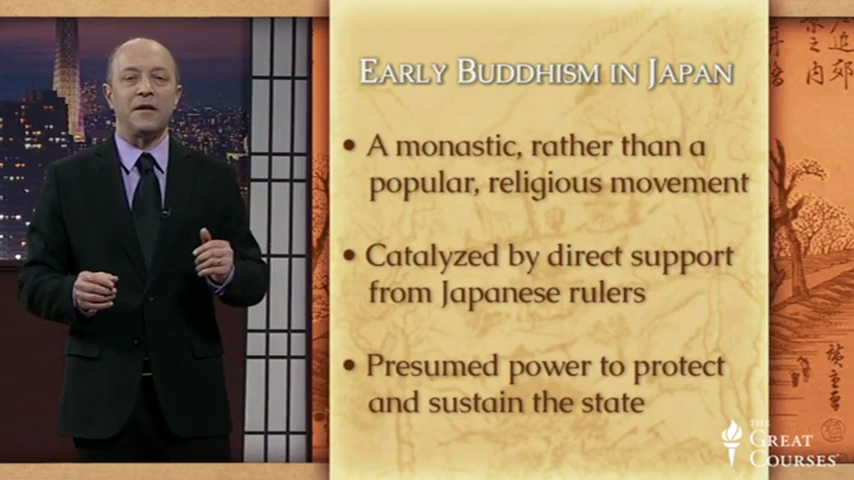 EARLY BUDDHISM IN JAPAN
• A monastic, rather than a
popular, religious movement
• Catalyzed by direct support
from Japanese rulers
• Presumed power to protect
and sustain the state
THE
GREAT
COURSES